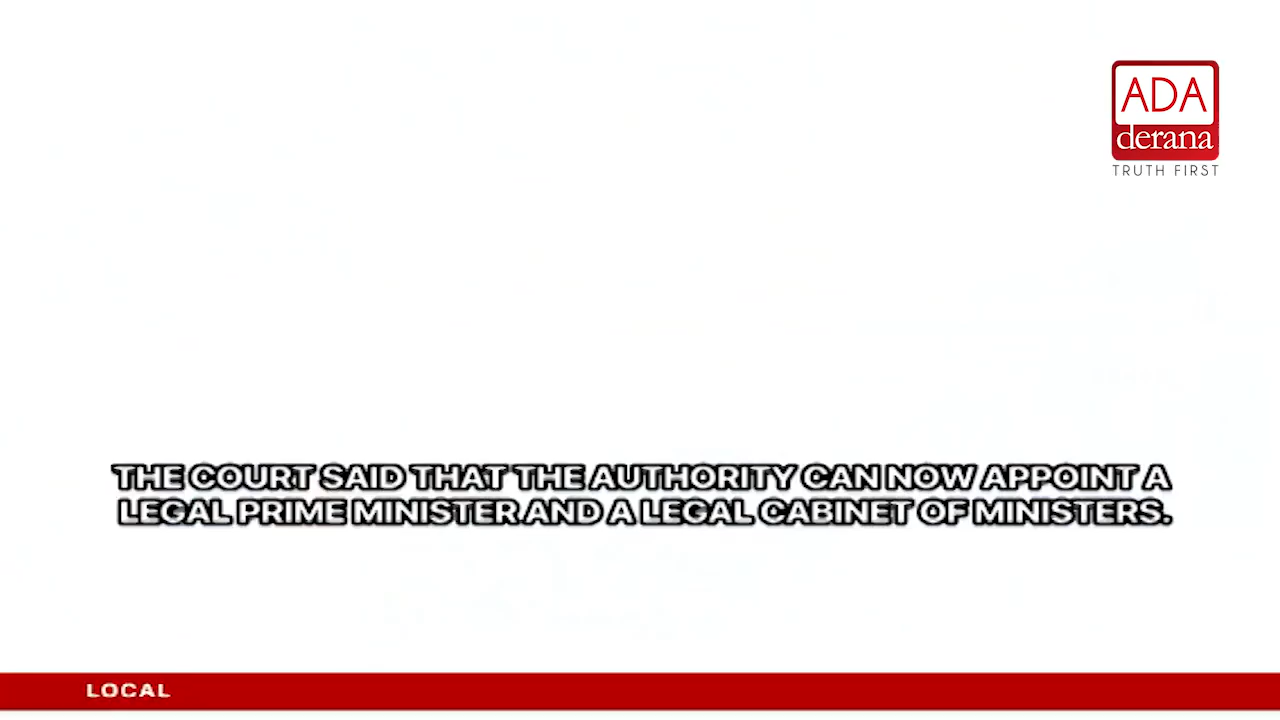 ADA
derana
TRUTH FIRST
THE COURT SAID THAT THE AUTHORITY CAN NOW APPOINT A
LEGAL PRIME MINISTER AND A LEGAL CABINET OF MINISTERS.
LOCAL